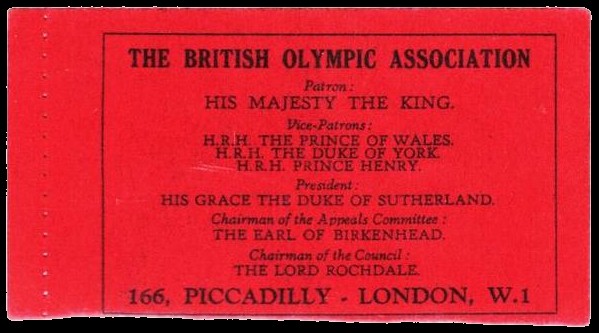 THE BRITISH OLYMPIC ASSOCIATION
Patron:
HIS MAJESTY THE KING.
Vice-Patrons:
H.R.H. THE PRINCE OF WALES.
H.R.H. THE DUKE OF YORK.
H.R.H. PRINCE HENRY.
President:
HIS GRACE THE DUKE OF SUTHERLAND.
Chairman of the Appeals Committee:
THE EARL OF BIRKENHEAD.
Chairman of the Council:
THE LORD ROCHDALE.
166, PICCADILLY - LONDON, W.1